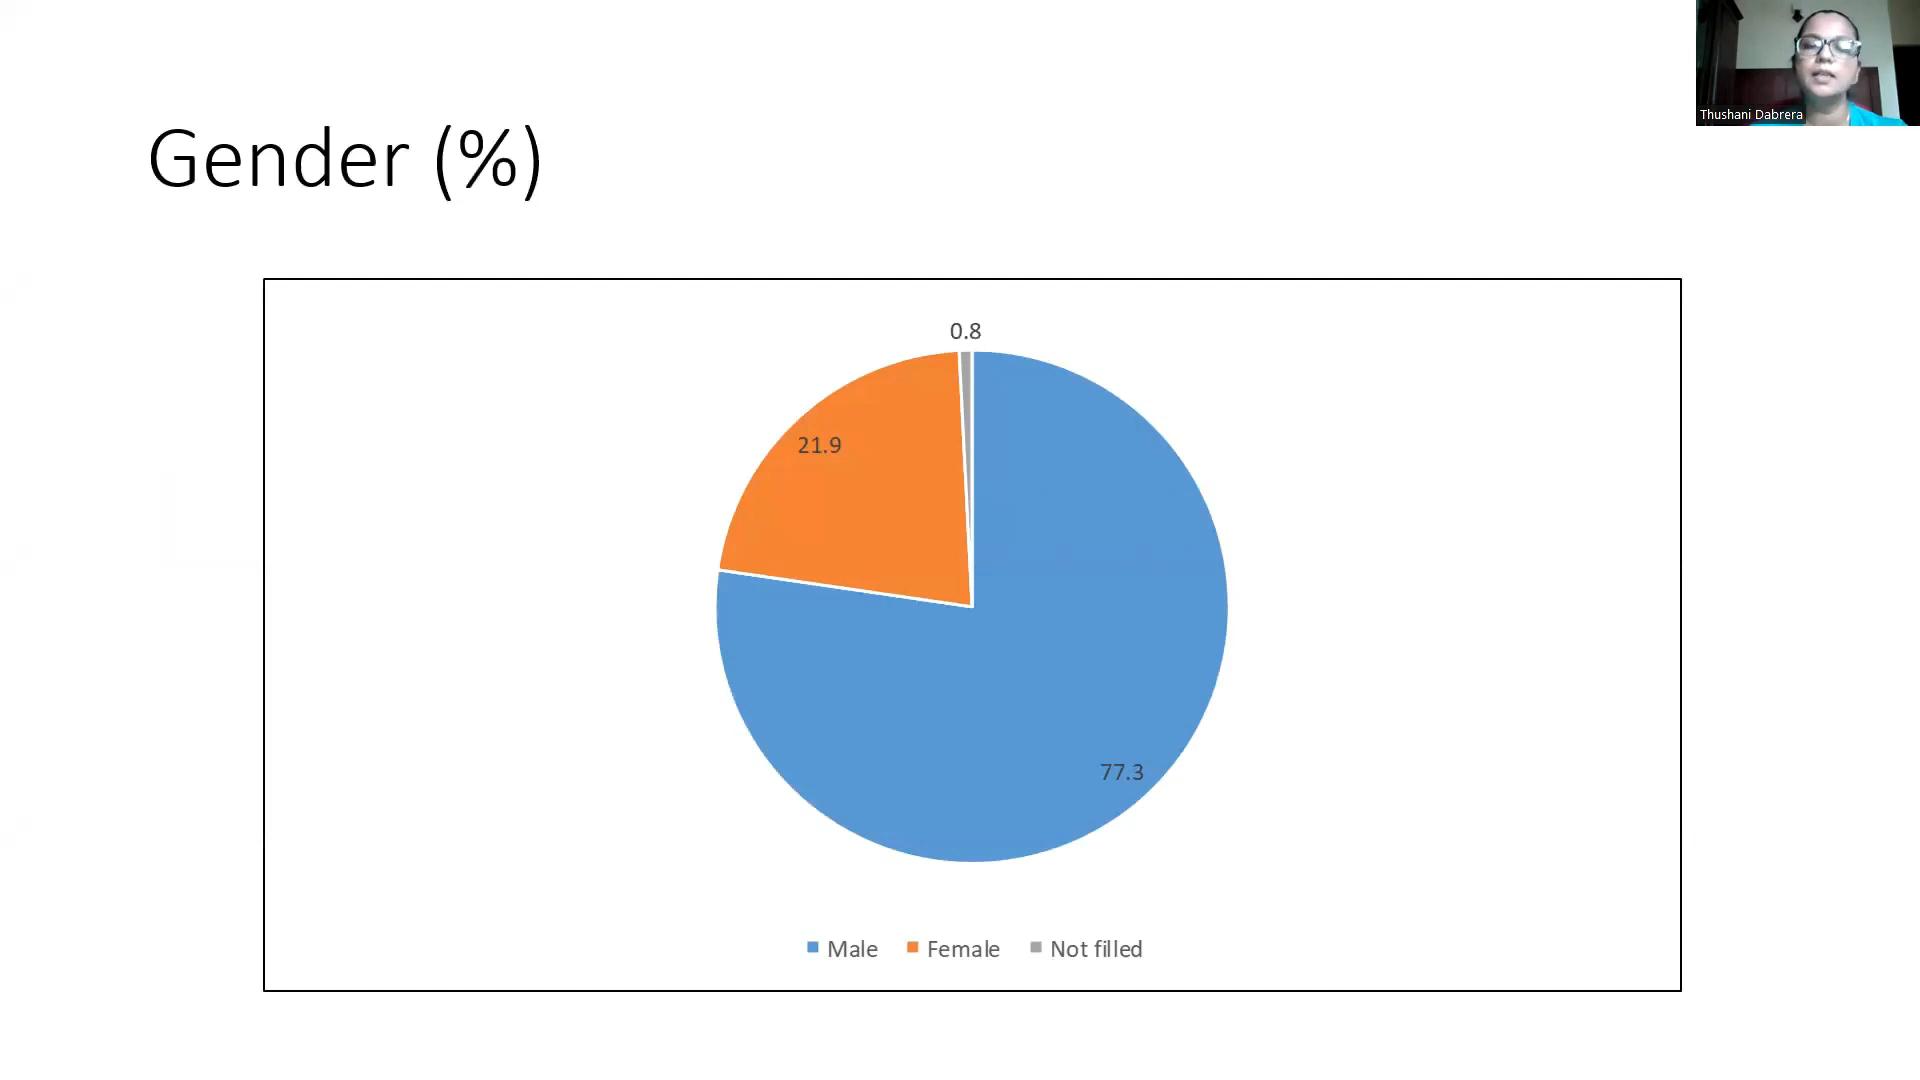 Thushani Dabrera
Gender (%)
0.8
21.9
77.3
Male Female Not filled